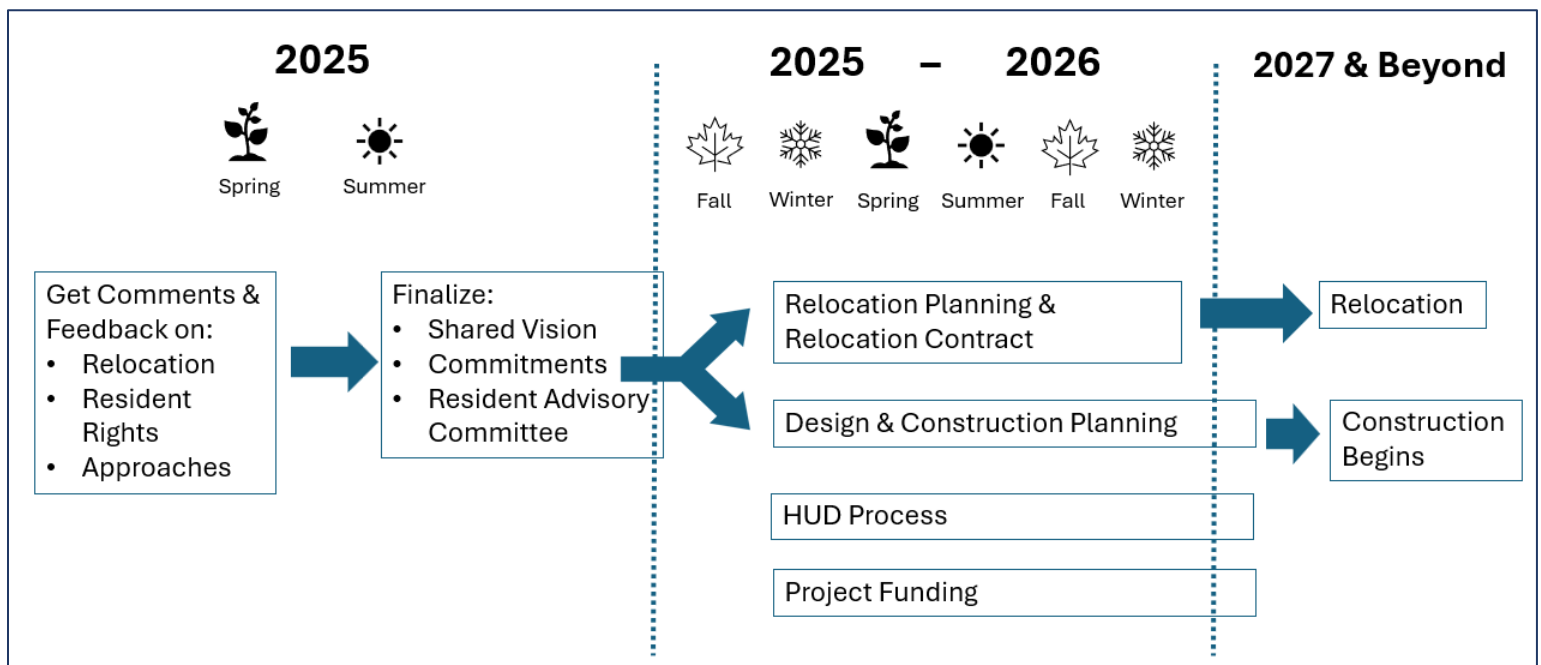 2025
2025 – 2026
2027 & Beyond
Spring
Summer
Fall
Winter
Spring
Summer
Fall
Winter
Get Comments &
Feedback on:
• Relocation
• Resident
Rights
• Approaches
Finalize:
• Shared Vision
• Commitments
• Resident Advisory
Committee
Relocation Planning &
Relocation Contract
Relocation
Design & Construction Planning
Construction
Begins
HUD Process
Project Funding